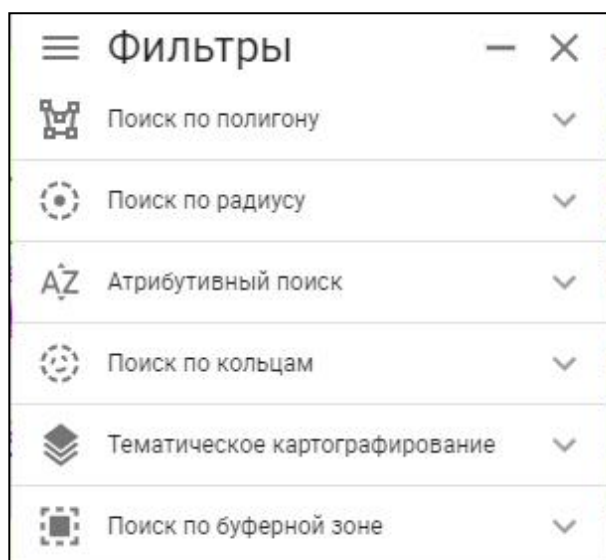 Фильтры
Поиск по полигону
Поиск по радиусу
AZ Атрибутивный поиск
Поиск по кольцам
Тематическое картографирование
Поиск по буферной зоне